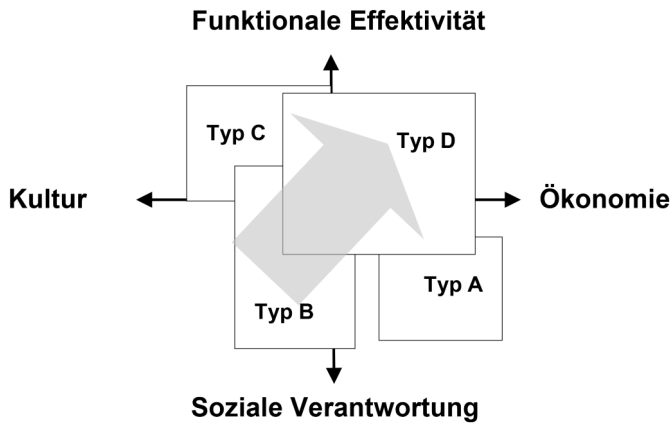 Funktionale Effektivität
Typ C
Typ D
Kultur
Ökonomie
Typ A
Typ B
Soziale Verantwortung